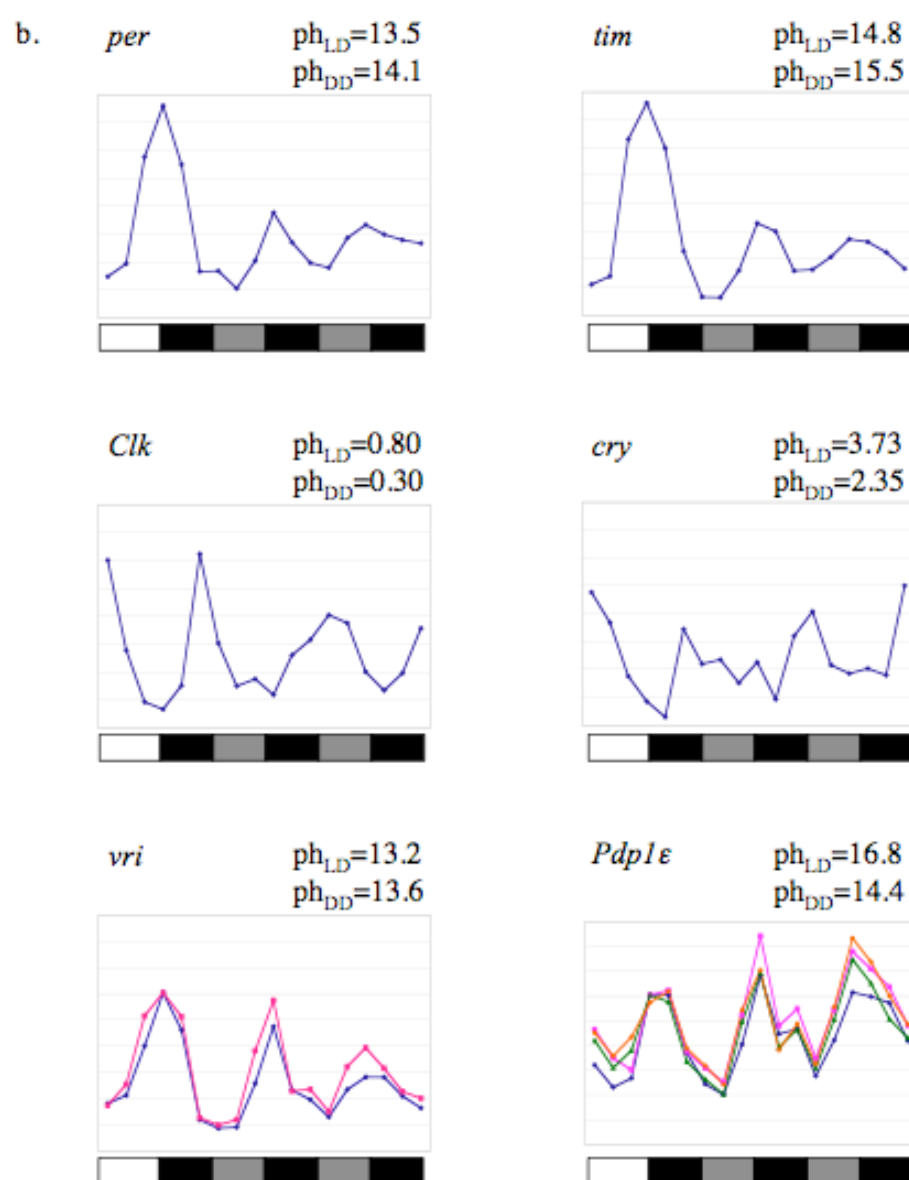 b.
per ph_LD=13.5
ph_DD=14.1
tim ph_LD=14.8
ph_DD=15.5
Clk ph_LD=0.80
ph_DD=0.30
cry ph_LD=3.73
ph_DD=2.35
vri ph_LD=13.2
ph_DD=13.6
Pdp1ε ph_LD=16.8
ph_DD=14.4